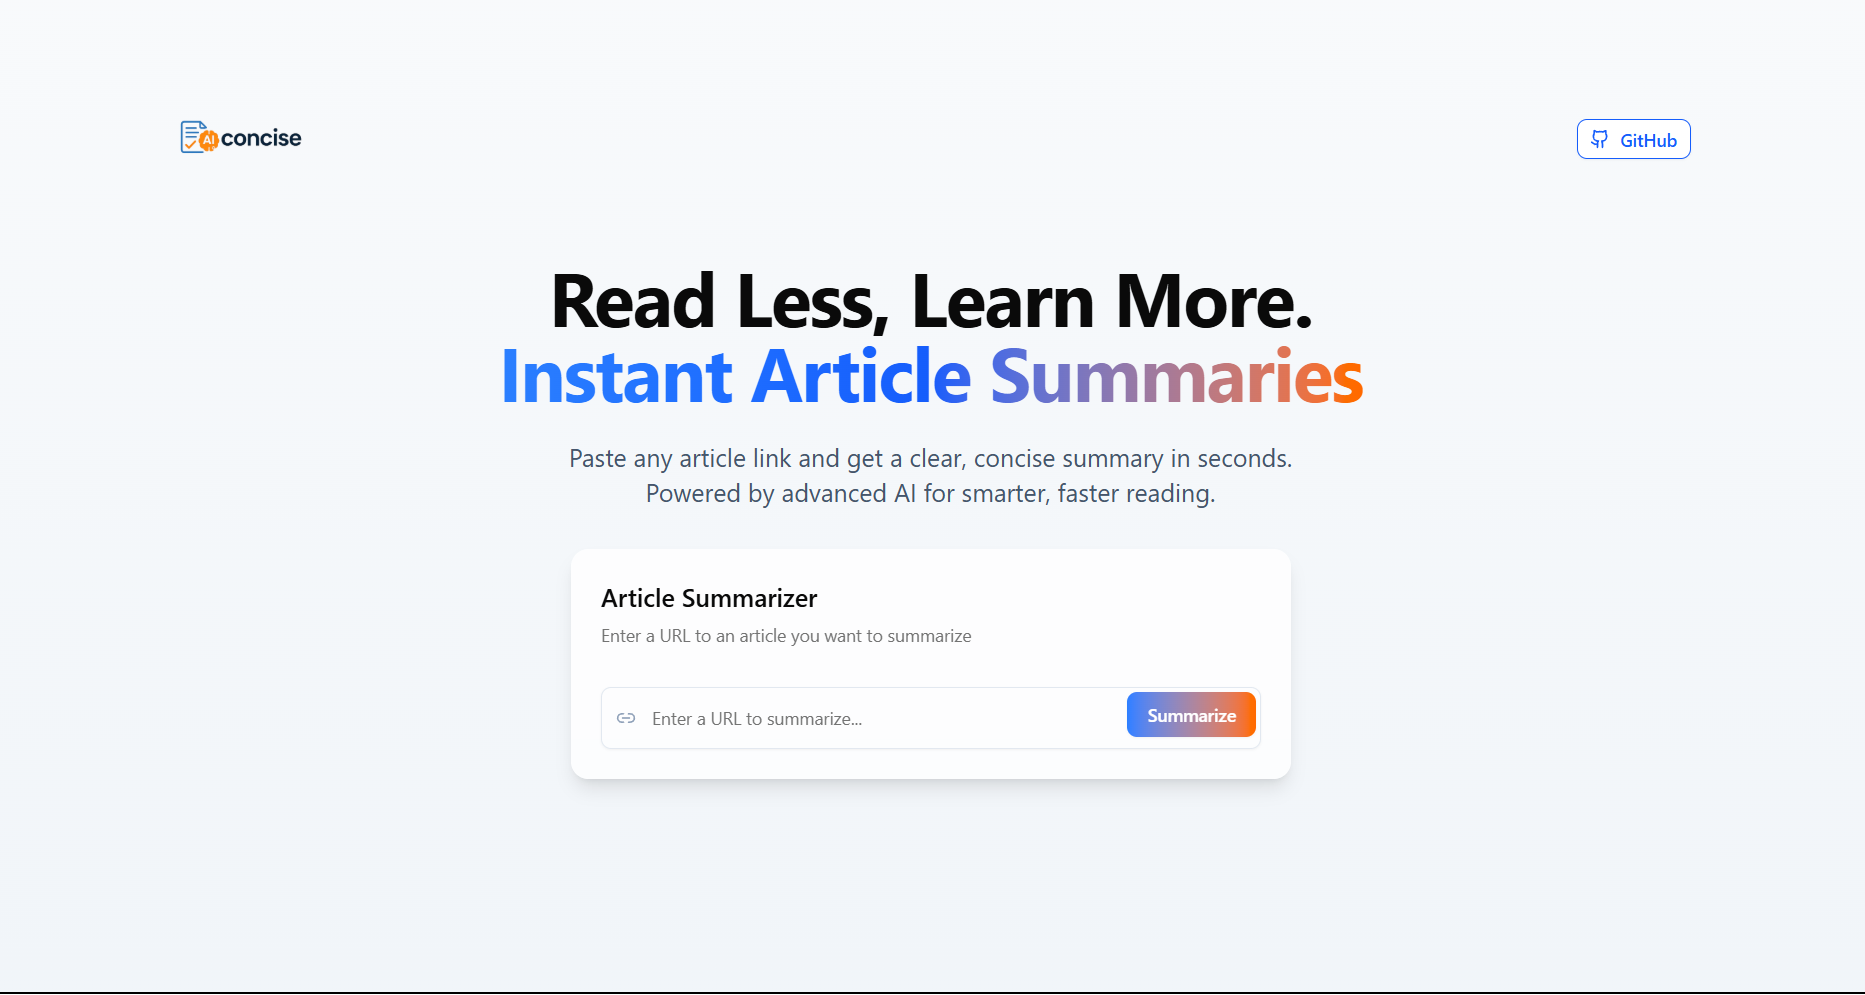 AI concise
GitHub
Read Less, Learn More.
Instant Article Summaries
Paste any article link and get a clear, concise summary in seconds.
Powered by advanced AI for smarter, faster reading.
Article Summarizer
Enter a URL to an article you want to summarize
Enter a URL to summarize...
Summarize